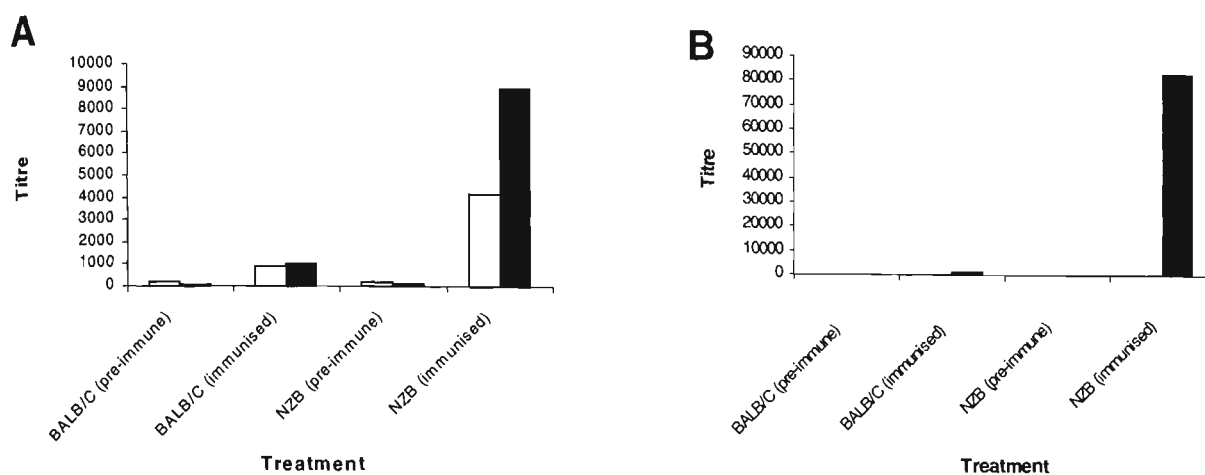 A
Titre
10000
9000
8000
7000
6000
5000
4000
3000
2000
1000
0
BALB/C (pre-immune)
BALB/C (immunised)
NZB (pre-immune)
NZB (immunised)
Treatment
B
Titre
90000
80000
70000
60000
50000
40000
30000
20000
10000
0
BALB/C (pre-immune)
BALB/C (immunised)
NZB (pre-immune)
NZB (immunised)
Treatment